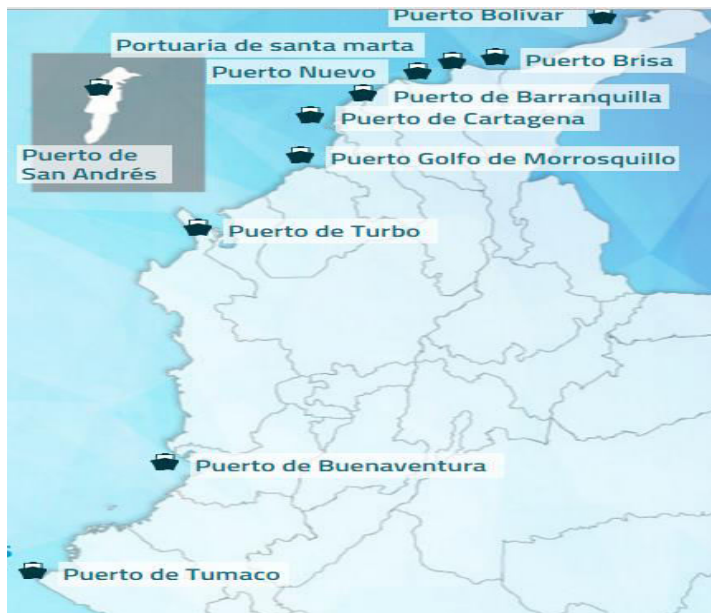 Puerto Bolívar
Portuaria de santa marta
Puerto Brisa
Puerto Nuevo
Puerto de Barranquilla
Puerto de Cartagena
Puerto de
San Andrés
Puerto Golfo de Morrosquillo
Puerto de Turbo
Puerto de Buenaventura
Puerto de Tumaco